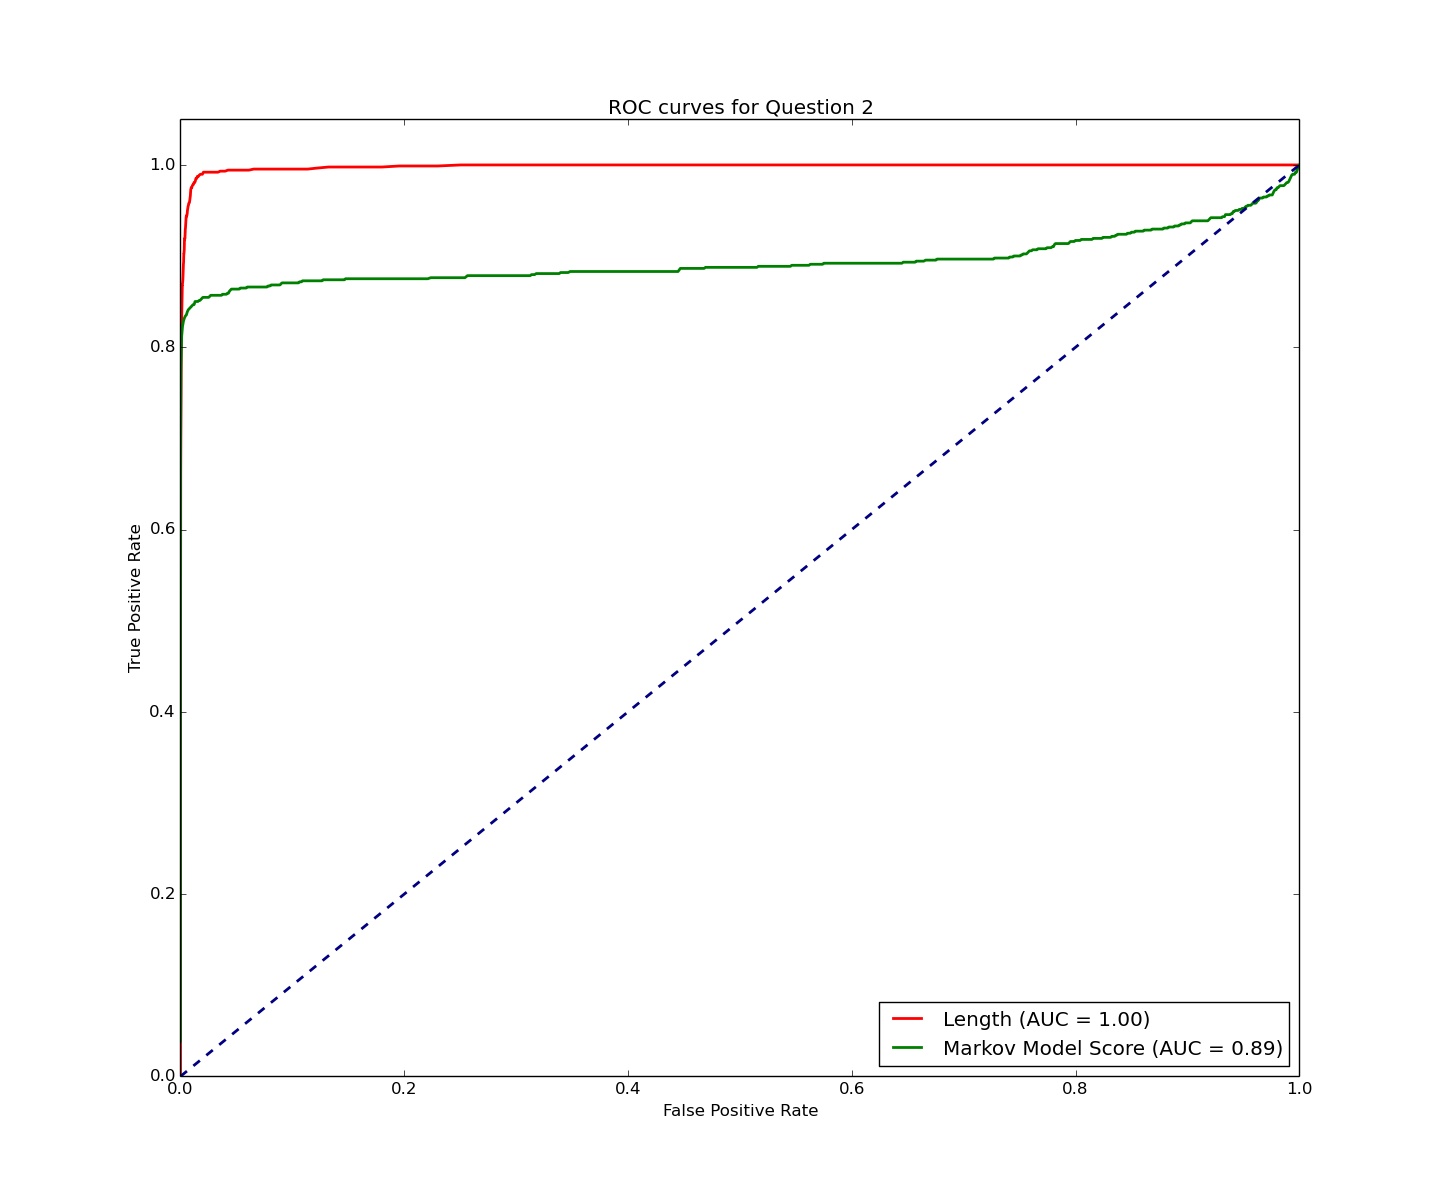 ROC curves for Question 2
1.0
0.8
0.6
0.4
0.2
0.0
True Positive Rate
0.0 0.2 0.4 0.6 0.8 1.0
False Positive Rate
Length (AUC = 1.00)
Markov Model Score (AUC = 0.89)